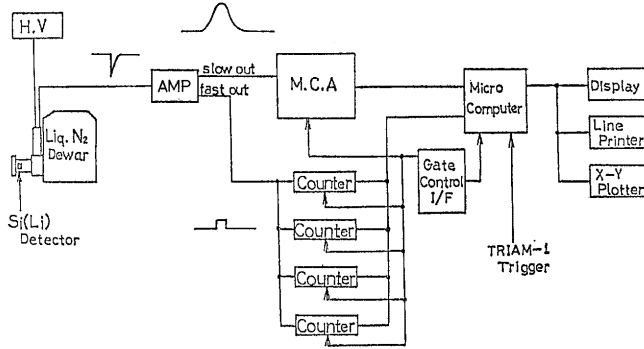 H.V
slow out
AMP
fast out
M.C.A
Micro
Computer
Display
Line
Printer
X-Y
Plotter
Liq. N₂
Dewar
Si(Li)
Detector
Gate
Control
I/F
Counter
Counter
Counter
Counter
TRIAM-1
Trigger